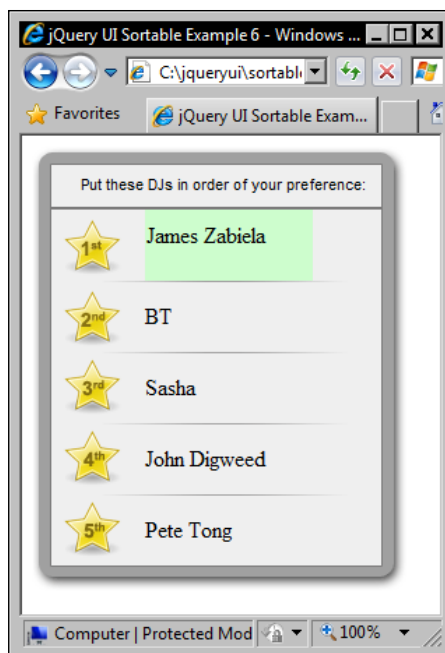 jQuery UI Sortable Example 6 - Windows ...
C:\jqueryui\sortabl
Favorites
jQuery UI Sortable Exam...
Put these DJs in order of your preference:
1st James Zabiela
2nd BT
3rd Sasha
4th John Digweed
5th Pete Tong
Computer | Protected Mod
100%